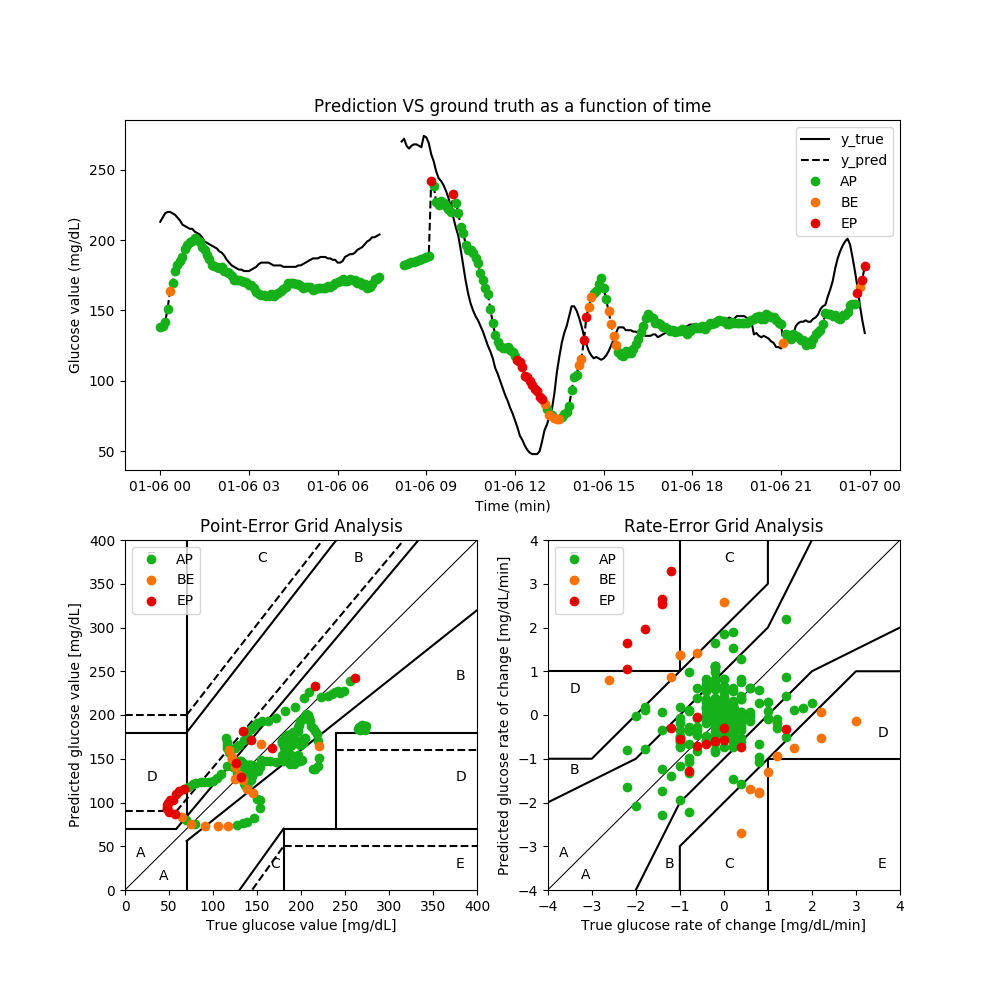 Prediction VS ground truth as a function of time
Glucose value (mg/dL)
250
200
150
100
50
y_true
y_pred
AP
BE
EP
01-06 00 01-06 03 01-06 06 01-06 09 01-06 12 01-06 15 01-06 18 01-06 21 01-07 00
Time (min)
Point-Error Grid Analysis
Predicted glucose value [mg/dL]
400
350
300
250
200
150
100
50
0
AP
BE
EP
C
B
B
D
D
A
A
C
E
0 50 100 150 200 250 300 350 400
True glucose value [mg/dL]
Rate-Error Grid Analysis
Predicted glucose rate of change [mg/dL/min]
4
3
2
1
0
−1
−2
−3
−4
AP
BE
EP
C
D
D
B
A
A
B
C
E
−4 −3 −2 −1 0 1 2 3 4
True glucose rate of change [mg/dL/min]